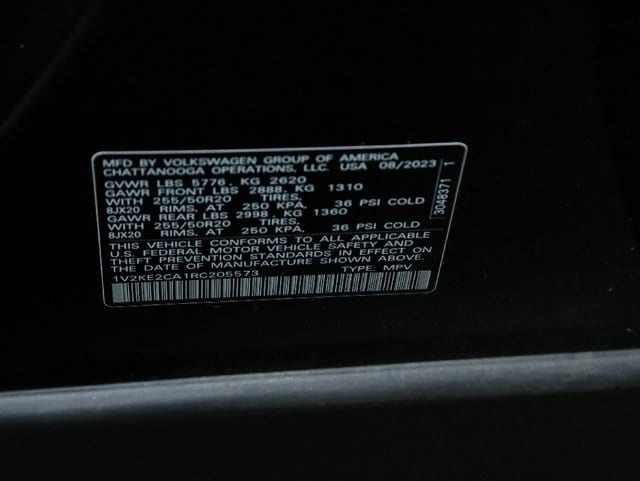 MFD BY VOLKSWAGEN GROUP OF AMERICA
CHATTANOOGA OPERATIONS, LLC. USA 08/2023
GVWR LBS 5776 , KG 2620
GAWR FRONT LBS 2888 , KG 1310
WITH 255/50R20 TIRES,
8JX20 RIMS, AT 250 KPA, 36 PSI COLD
GAWR REAR LBS 2998 , KG 1360
WITH 255/50R20 TIRES,
8JX20 RIMS, AT 250 KPA, 36 PSI COLD
THIS VEHICLE CONFORMS TO ALL APPLICABLE
U.S. FEDERAL MOTOR VEHICLE SAFETY AND
THEFT PREVENTION STANDARDS IN EFFECT ON
THE DATE OF MANUFACTURE SHOWN ABOVE.
1V2KE2CA1RC205573 TYPE: MPV
3048371 1